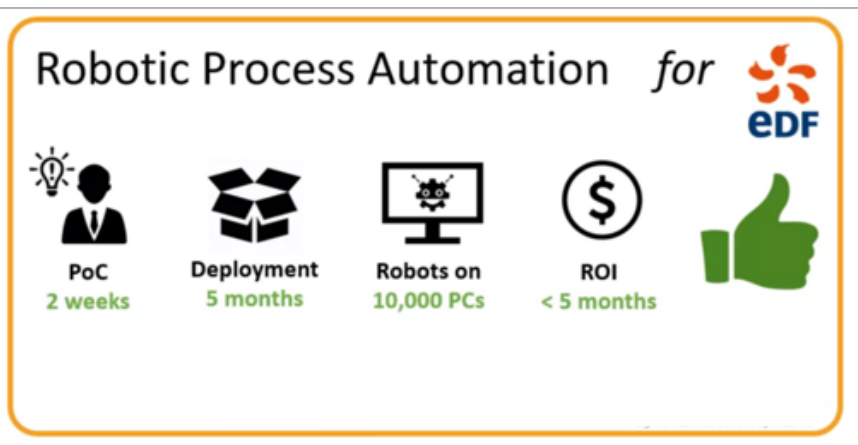 Robotic Process Automation for
eDF
PoC
2 weeks
Deployment
5 months
Robots on
10,000 PCs
$
ROI
< 5 months